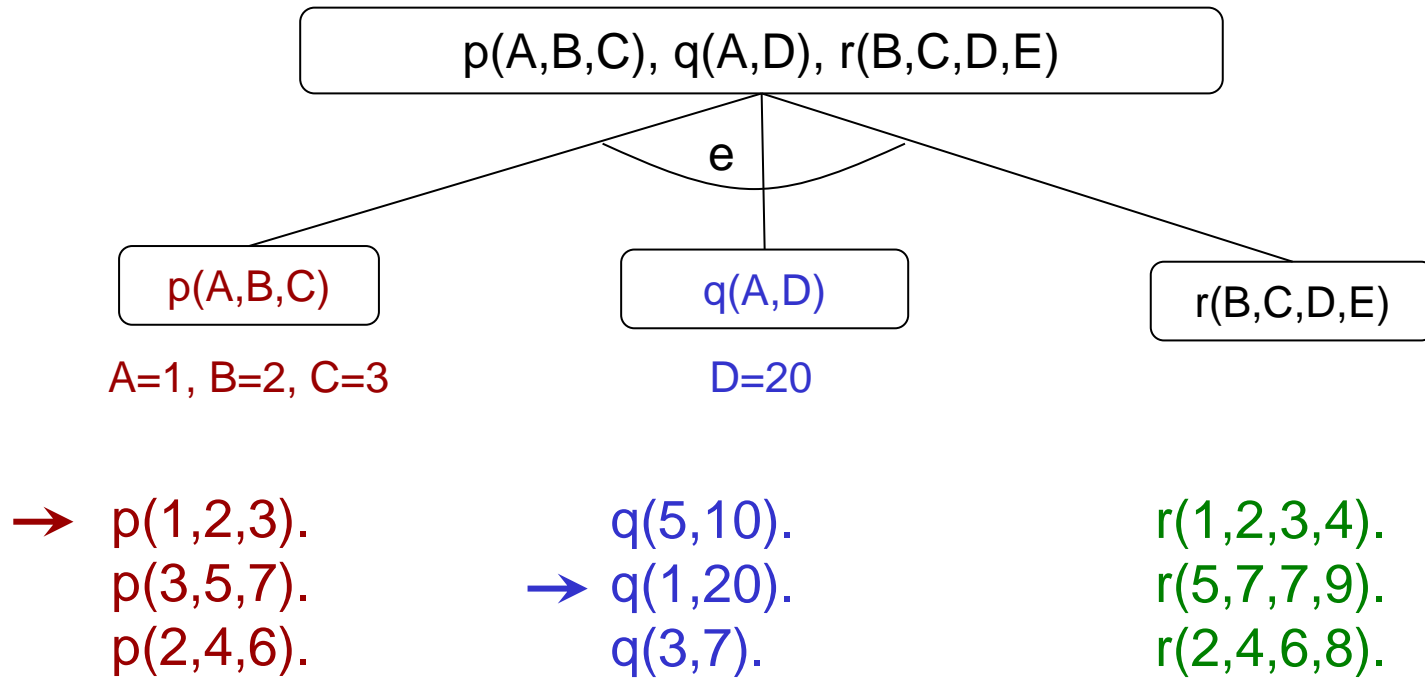 p(A,B,C), q(A,D), r(B,C,D,E)
e
p(A,B,C)
q(A,D)
r(B,C,D,E)
A=1, B=2, C=3
D=20
p(1,2,3).
p(3,5,7).
p(2,4,6).
q(5,10).
q(1,20).
q(3,7).
r(1,2,3,4).
r(5,7,7,9).
r(2,4,6,8).